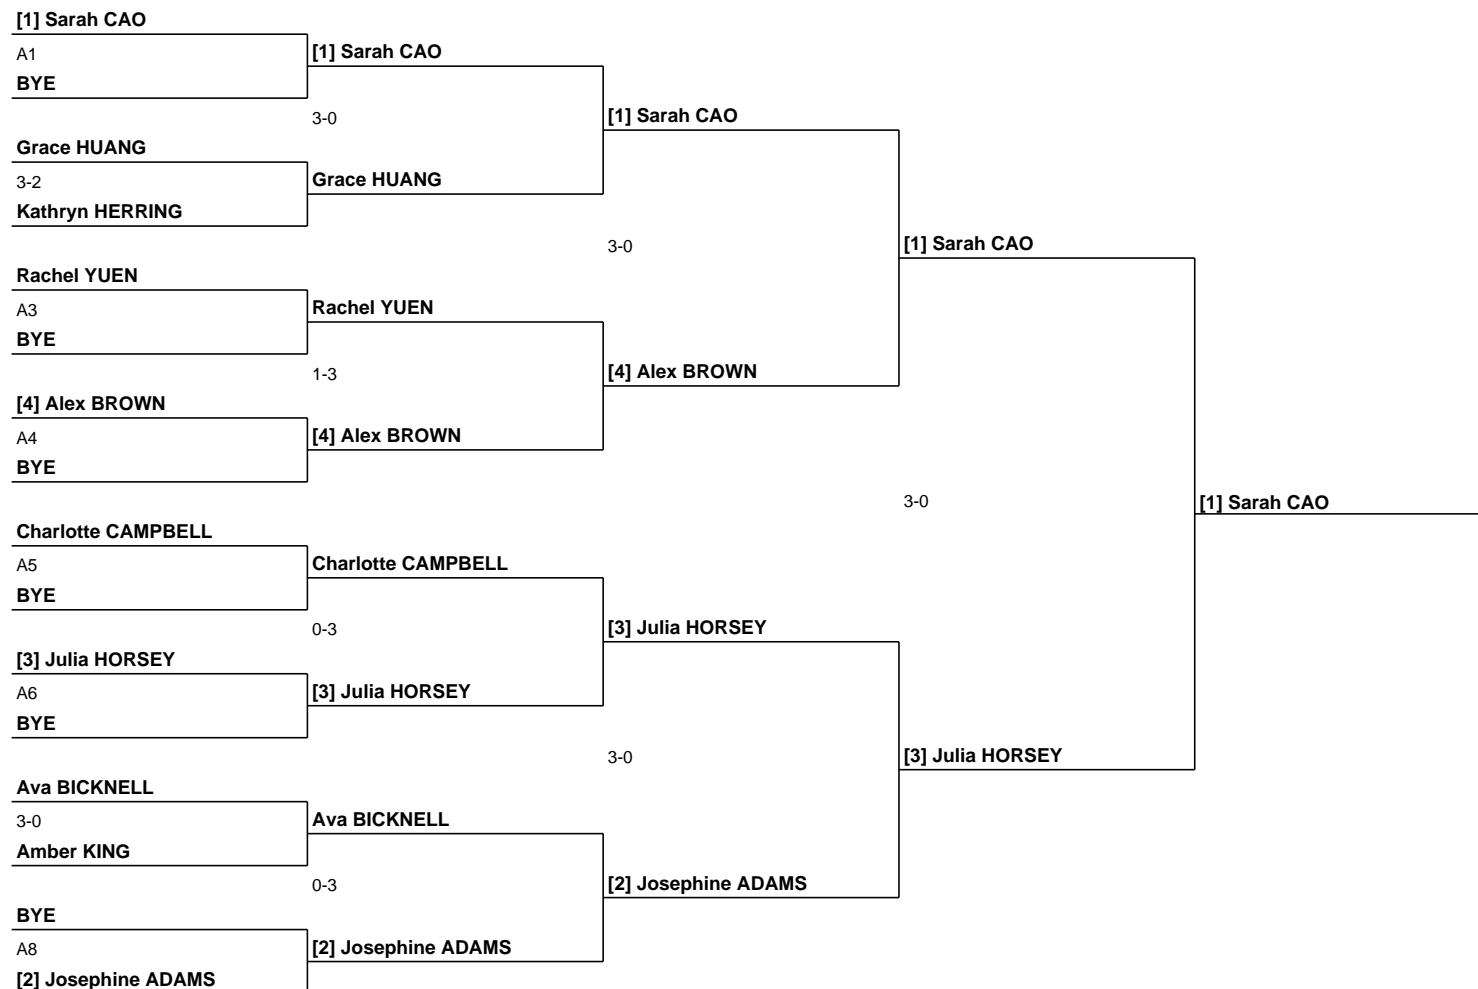 [1] Sarah CAO
A1
BYE
Grace HUANG
3-2
Kathryn HERRING
Rachel YUEN
A3
BYE
[4] Alex BROWN
A4
BYE
Charlotte CAMPBELL
A5
BYE
[3] Julia HORSEY
A6
BYE
Ava BICKNELL
3-0
Amber KING
BYE
A8
[2] Josephine ADAMS
[1] Sarah CAO
3-0
Grace HUANG
Rachel YUEN
1-3
[4] Alex BROWN
Charlotte CAMPBELL
0-3
[3] Julia HORSEY
Ava BICKNELL
0-3
[2] Josephine ADAMS
[1] Sarah CAO
3-0
[4] Alex BROWN
[3] Julia HORSEY
3-0
[2] Josephine ADAMS
[1] Sarah CAO
3-0
[3] Julia HORSEY
[1] Sarah CAO